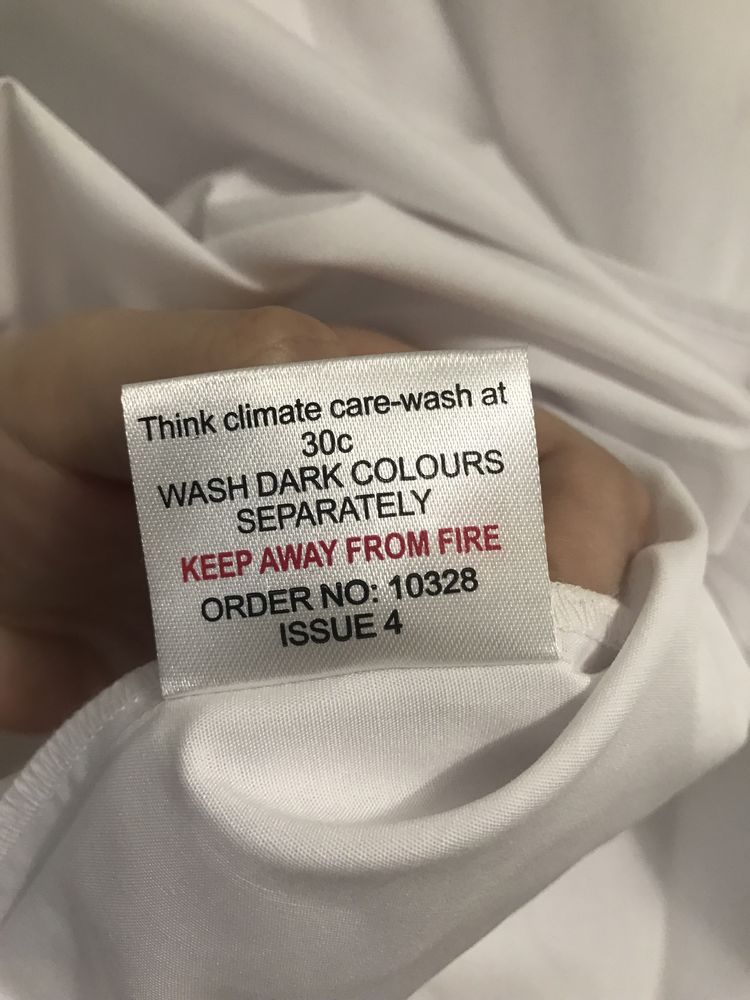 Think climate care-wash at
30c
WASH DARK COLOURS
SEPARATELY
KEEP AWAY FROM FIRE
ORDER NO: 10328
ISSUE 4